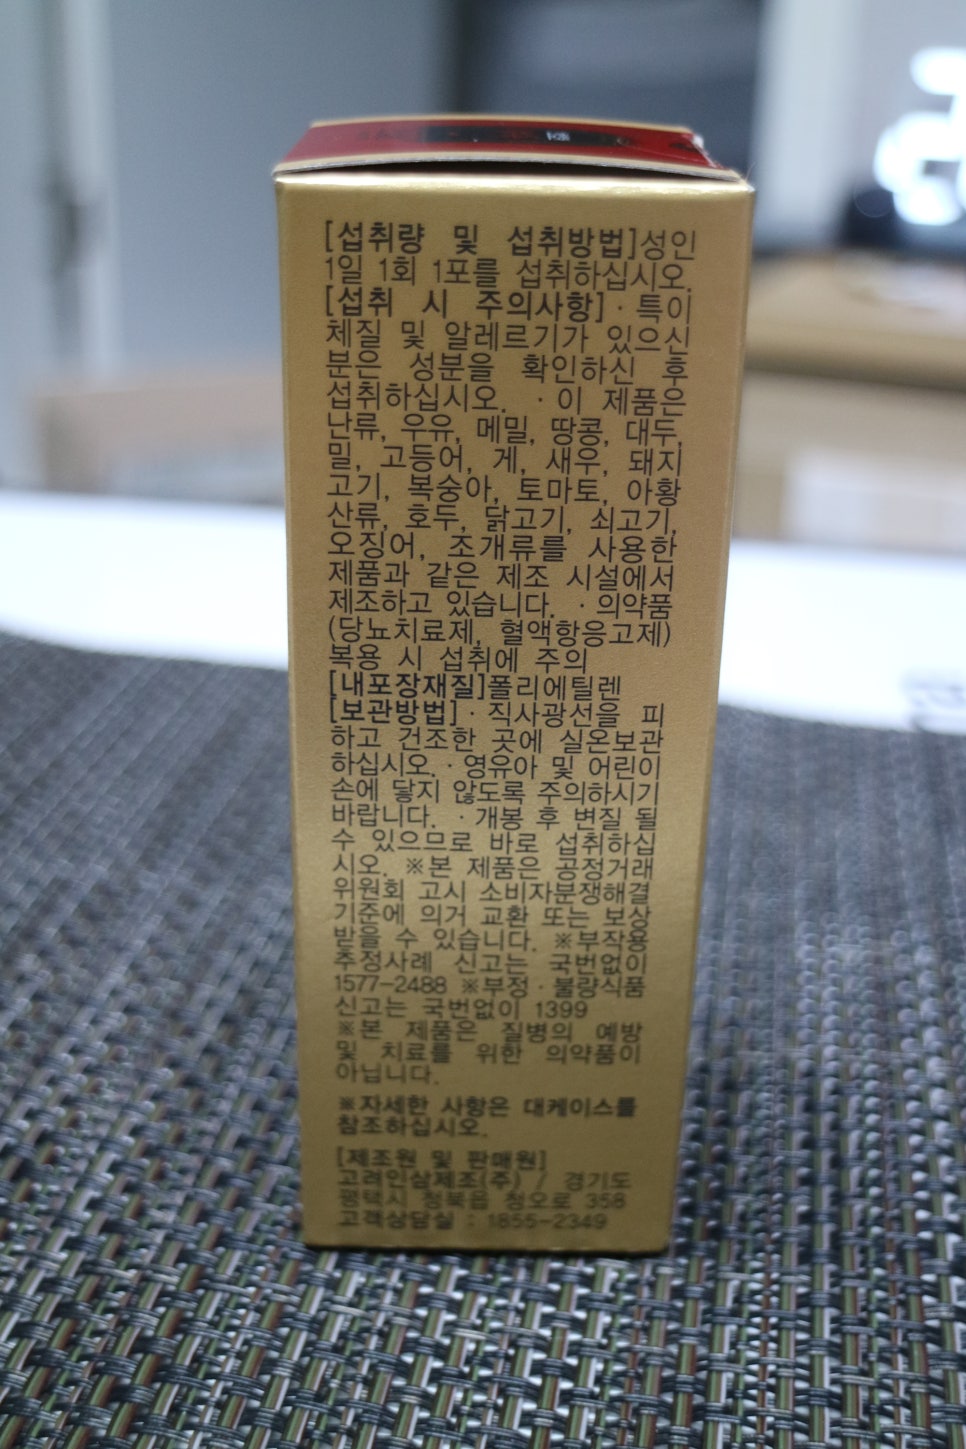 [섭취량 및 섭취방법]성인
1일 1회 1포를 섭취하십시오.
[섭취 시 주의사항]·특이
체질 및 알레르기가 있으신
분은 성분을 확인하신 후
섭취하십시오. ·이 제품은
난류, 우유, 메밀, 땅콩, 대두,
밀, 고등어, 게, 새우, 돼지
고기, 복숭아, 토마토, 아황
산류, 호두, 닭고기, 쇠고기,
오징어, 조개류를 사용한
제품과 같은 제조 시설에서
제조하고 있습니다. ·의약품
(당뇨치료제, 혈액항응고제)
복용 시 섭취에 주의
[내포장재질]폴리에틸렌
[보관방법]·직사광선을 피
하고 건조한 곳에 실온보관
하십시오. ·영유아 및 어린이
손에 닿지 않도록 주의하시기
바랍니다. ·개봉 후 변질 될
수 있으므로 바로 섭취하십
시오. ※본 제품은 공정거래
위원회 고시 소비자분쟁해결
기준에 의거 교환 또는 보상
받을 수 있습니다. ※부작용
추정사례 신고는 국번없이
1577-2488 ※부정·불량식품
신고는 국번없이 1399
※본 제품은 질병의 예방
및 치료를 위한 의약품이
아닙니다.
※자세한 사항은 대케이스를
참조하십시오.
[제조원 및 판매원]
고려인삼제조(주) / 경기도
평택시 청북읍 청오로 358
고객상담실 : 1855-2349